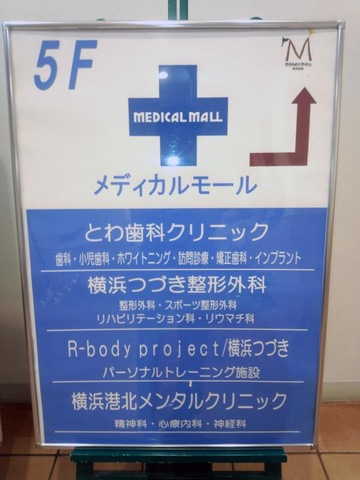 5F
MEDICAL MALL
M
MEDICAL MALL
メディカルモール
とわ歯科クリニック
歯科・小児歯科・ホワイトニング・訪問診療・矯正歯科・インプラント
横浜つづき整形外科
整形外科・スポーツ整形外科
リハビリテーション科・リウマチ科
R-body project/横浜つづき
パーソナルトレーニング施設
横浜港北メンタルクリニック
精神科・心療内科・神経科